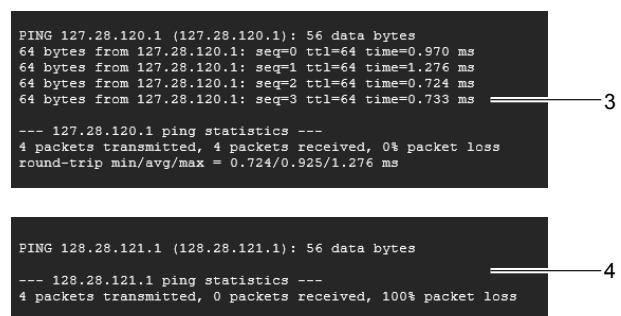 PING 127.28.120.1 (127.28.120.1): 56 data bytes
64 bytes from 127.28.120.1: seq=0 ttl=64 time=0.970 ms
64 bytes from 127.28.120.1: seq=1 ttl=64 time=1.276 ms
64 bytes from 127.28.120.1: seq=2 ttl=64 time=0.724 ms
64 bytes from 127.28.120.1: seq=3 ttl=64 time=0.733 ms
3
--- 127.28.120.1 ping statistics ---
4 packets transmitted, 4 packets received, 0% packet loss
round-trip min/avg/max = 0.724/0.925/1.276 ms
PING 128.28.121.1 (128.28.121.1): 56 data bytes
4
--- 128.28.121.1 ping statistics ---
4 packets transmitted, 0 packets received, 100% packet loss